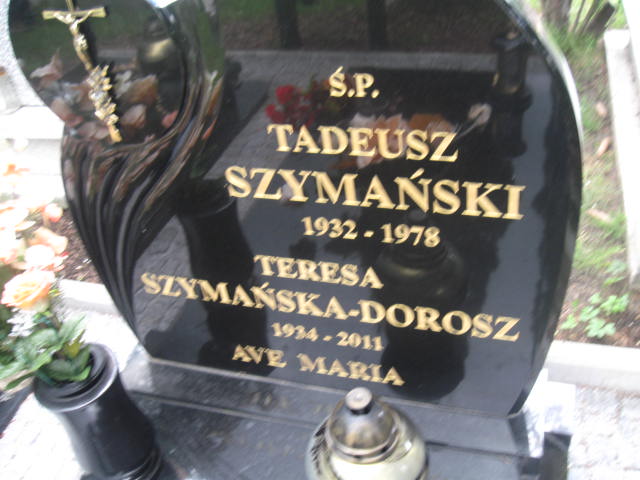 Ś.P.
TADEUSZ
SZYMAŃSKI
1932 - 1978
TERESA
SZYMAŃSKA-DOROSZ
1934 - 2011
AVE MARIA